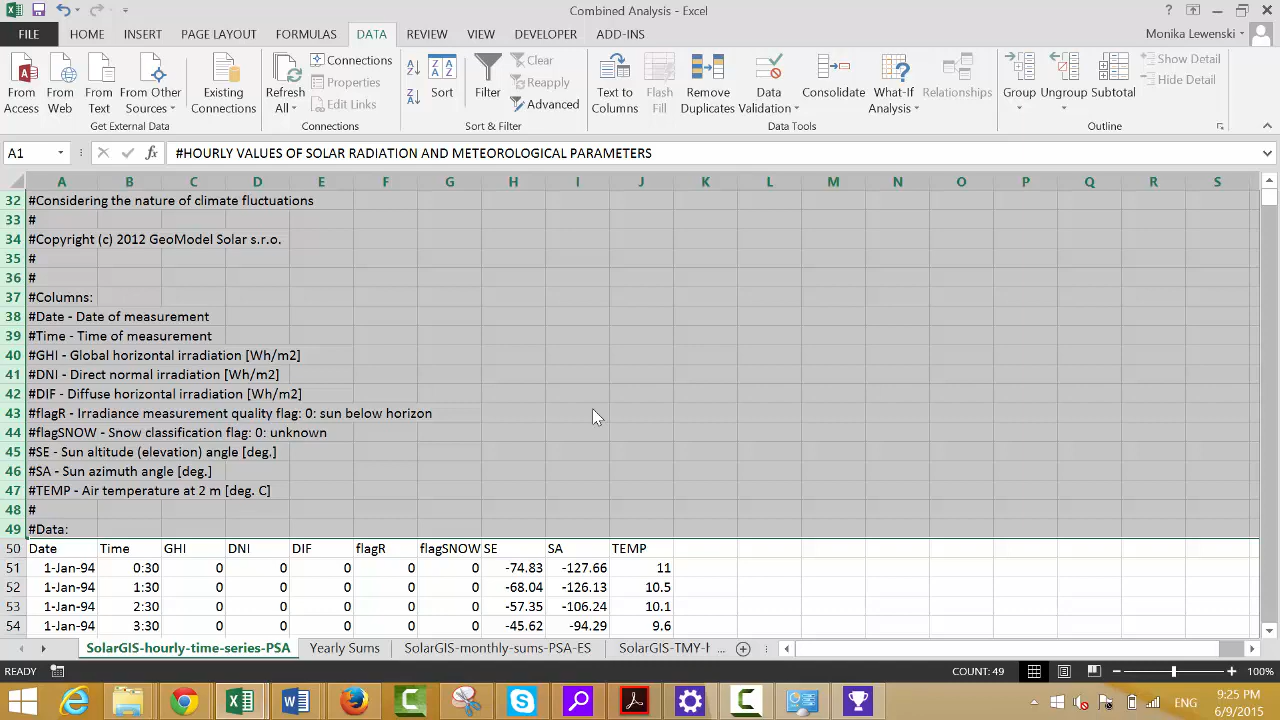 Combined Analysis - Excel
FILE HOME INSERT PAGE LAYOUT FORMULAS DATA REVIEW VIEW DEVELOPER ADD-INS Monika Lewenski
From Access From Web From Text From Other Sources Existing Connections Refresh All Connections Properties Edit Links Sort Filter Clear Reapply Advanced Text to Columns Flash Fill Remove Duplicates Data Validation Consolidate What-If Analysis Relationships Group Ungroup Subtotal Show Detail Hide Detail
Get External Data Connections Sort & Filter Data Tools Outline
A1 fx #HOURLY VALUES OF SOLAR RADIATION AND METEOROLOGICAL PARAMETERS
A B C D E F G H I J K L M N O P Q R S
32 #Considering the nature of climate fluctuations
33 #
34 #Copyright (c) 2012 GeoModel Solar s.r.o.
35 #
36 #
37 #Columns:
38 #Date - Date of measurement
39 #Time - Time of measurement
40 #GHI - Global horizontal irradiation [Wh/m2]
41 #DNI - Direct normal irradiation [Wh/m2]
42 #DIF - Diffuse horizontal irradiation [Wh/m2]
43 #flagR - Irradiance measurement quality flag: 0: sun below horizon
44 #flagSNOW - Snow classification flag: 0: unknown
45 #SE - Sun altitude (elevation) angle [deg.]
46 #SA - Sun azimuth angle [deg.]
47 #TEMP - Air temperature at 2 m [deg. C]
48 #
49 #Data:
50 Date Time GHI DNI DIF flagR flagSNOW SE SA TEMP
51 1-Jan-94 0:30 0 0 0 0 0 -74.83 -127.66 11
52 1-Jan-94 1:30 0 0 0 0 0 -68.04 -126.13 10.5
53 1-Jan-94 2:30 0 0 0 0 0 -57.35 -106.24 10.1
54 1-Jan-94 3:30 0 0 0 0 0 -45.62 -94.29 9.6
SolarGIS-hourly-time-series-PSA Yearly Sums SolarGIS-monthly-sums-PSA-ES SolarGIS-TMY-h ...
READY COUNT: 49 100%
ENG 9:25 PM
6/9/2015